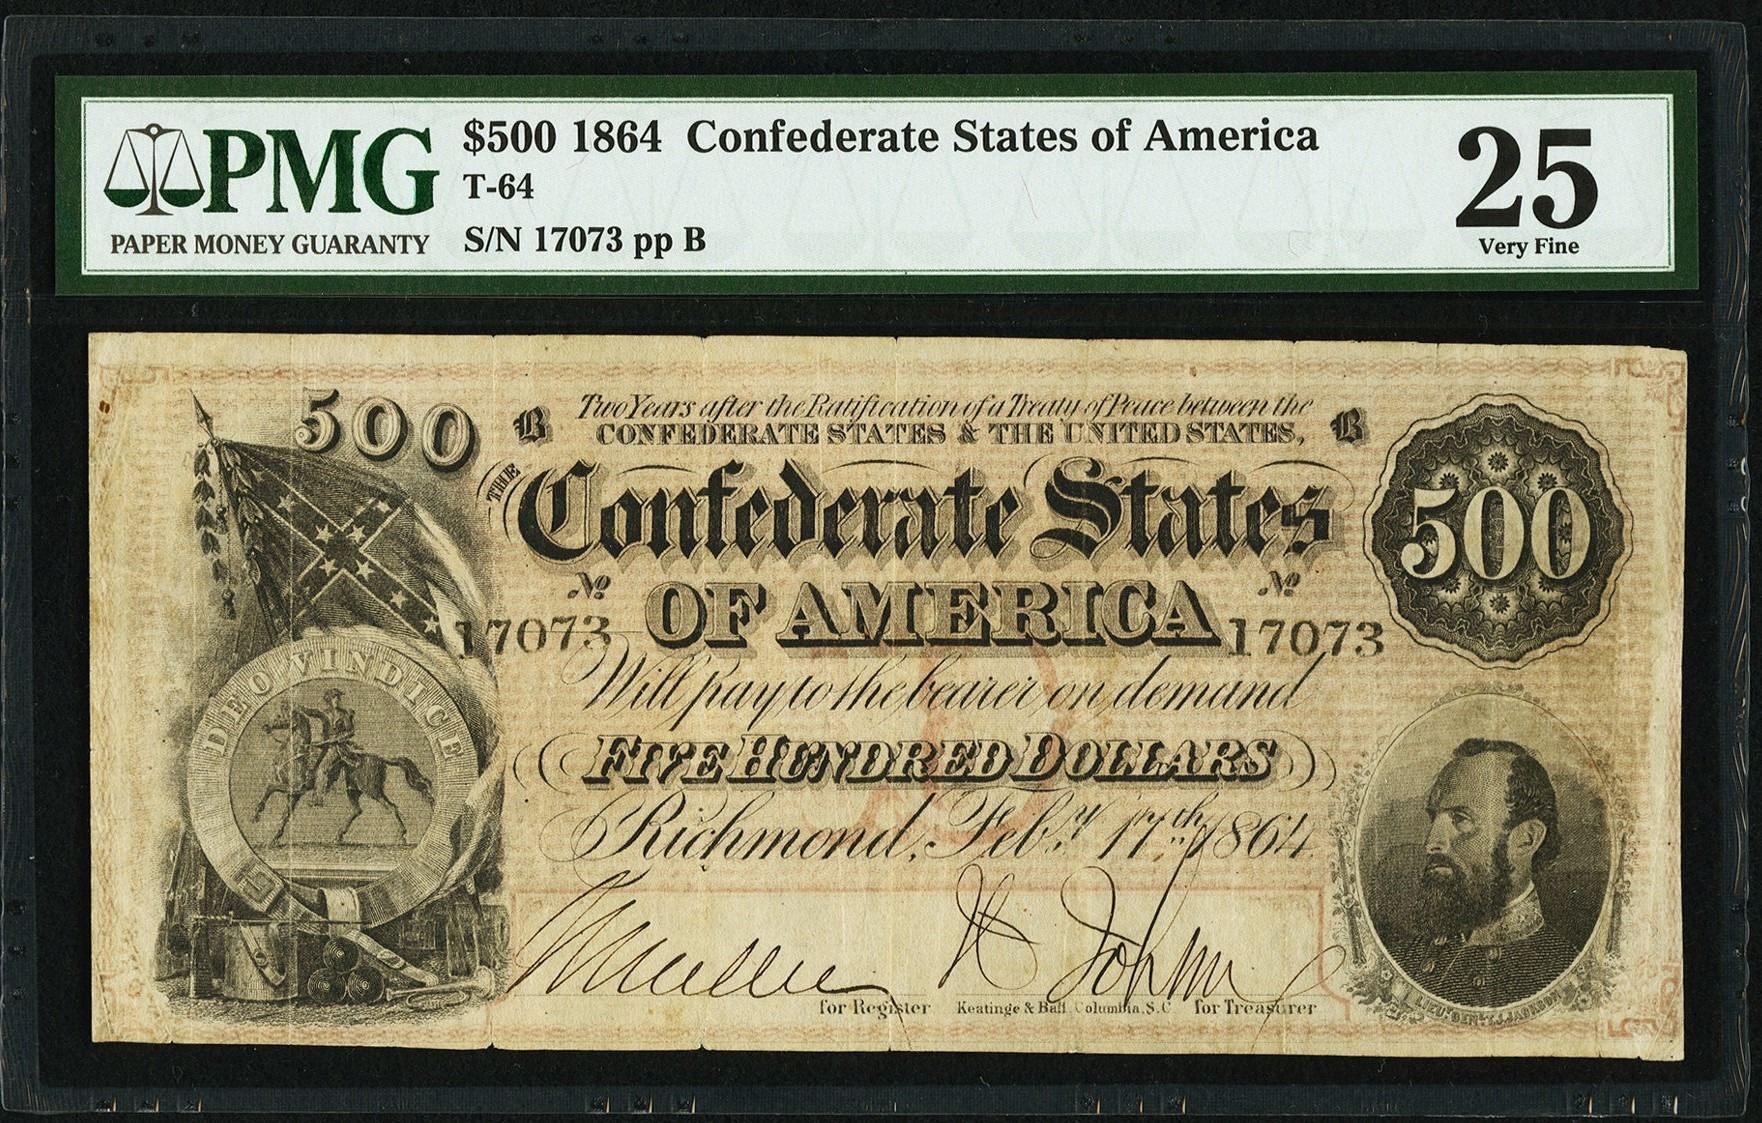 PMG
PAPER MONEY GUARANTY
$500 1864 Confederate States of America
T-64
S/N 17073 pp B
25
Very Fine
500
B Two Years after the Ratification of a Treaty of Peace between the B
CONFEDERATE STATES & THE UNITED STATES,
500
THE
Confederate States
OF AMERICA
No No
17073 17073
Will pay to the bearer on demand
FIVE HUNDRED DOLLARS
Richmond, Feby. 17th. 1864.
DEO VINDICE
for Register Keatinge & Ball Columbia, S.C. for Treasurer
LIEUT. GENL. T.J. JACKSON